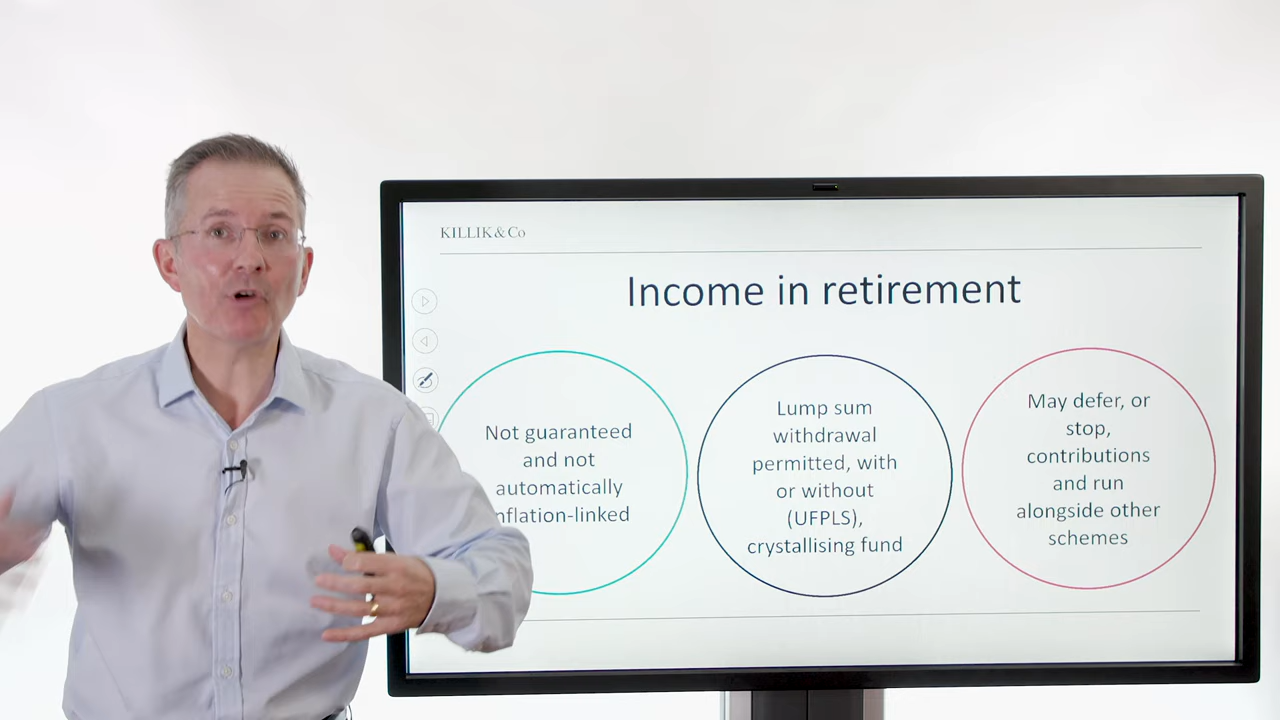 KILLIK & Co
Income in retirement
Not guaranteed
and not
automatically
nflation-linked
Lump sum
withdrawal
permitted, with
or without
(UFPLS),
crystallising fund
May defer, or
stop,
contributions
and run
alongside other
schemes